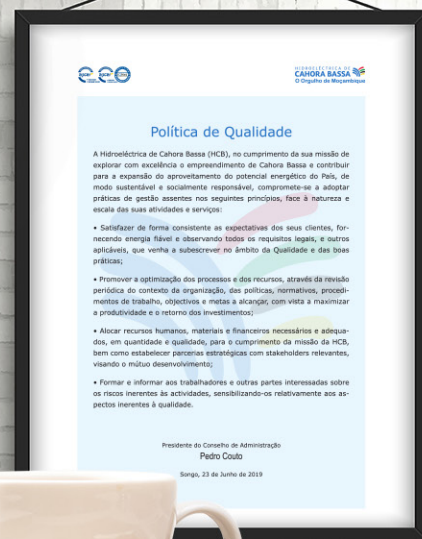 HIDROELÉCTRICA DE
CAHORA BASSA
O Orgulho de Moçambique
Política de Qualidade
A Hidroeléctrica de Cahora Bassa (HCB), no cumprimento da sua missão de
explorar com excelência o empreendimento de Cahora Bassa e contribuir
para a expansão do aproveitamento do potencial energético do País, de
modo sustentável e socialmente responsável, compromete-se a adoptar
práticas de gestão assentes nos seguintes princípios, face à natureza e
escala das suas atividades e serviços:
• Satisfazer de forma consistente as expectativas dos seus clientes, for-
necendo energia fiável e observando todos os requisitos legais, e outros
aplicáveis, que venha a subescrever no âmbito da Qualidade e das boas
práticas;
• Promover a optimização dos processos e dos recursos, através da revisão
periódica do contexto da organização, das políticas, normativos, procedi-
mentos de trabalho, objectivos e metas a alcançar, com vista a maximizar
a produtividade e o retorno dos investimentos;
• Alocar recursos humanos, materiais e financeiros necessários e adequa-
dos, em quantidade e qualidade, para o cumprimento da missão da HCB,
bem como estabelecer parcerias estratégicas com stakeholders relevantes,
visando o mútuo desenvolvimento;
• Formar e informar aos trabalhadores e outras partes interessadas sobre
os riscos inerentes às actividades, sensibilizando-os relativamente aos as-
pectos inerentes à qualidade.
Presidente do Conselho de Administração
Pedro Couto
Songo, 23 de Junho de 2019